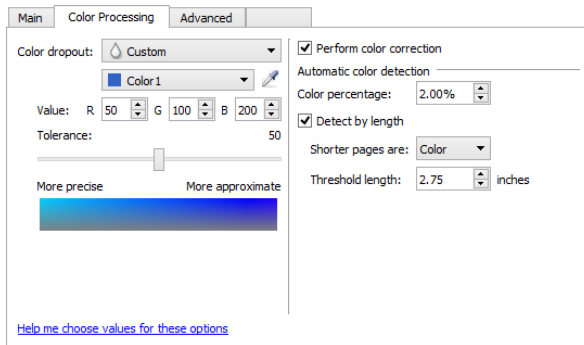 Main Color Processing Advanced
Color dropout: Custom
Color1
Value: R 50 G 100 B 200
Tolerance: 50
More precise More approximate
Help me choose values for these options
Perform color correction
Automatic color detection
Color percentage: 2.00%
Detect by length
Shorter pages are: Color
Threshold length: 2.75 inches